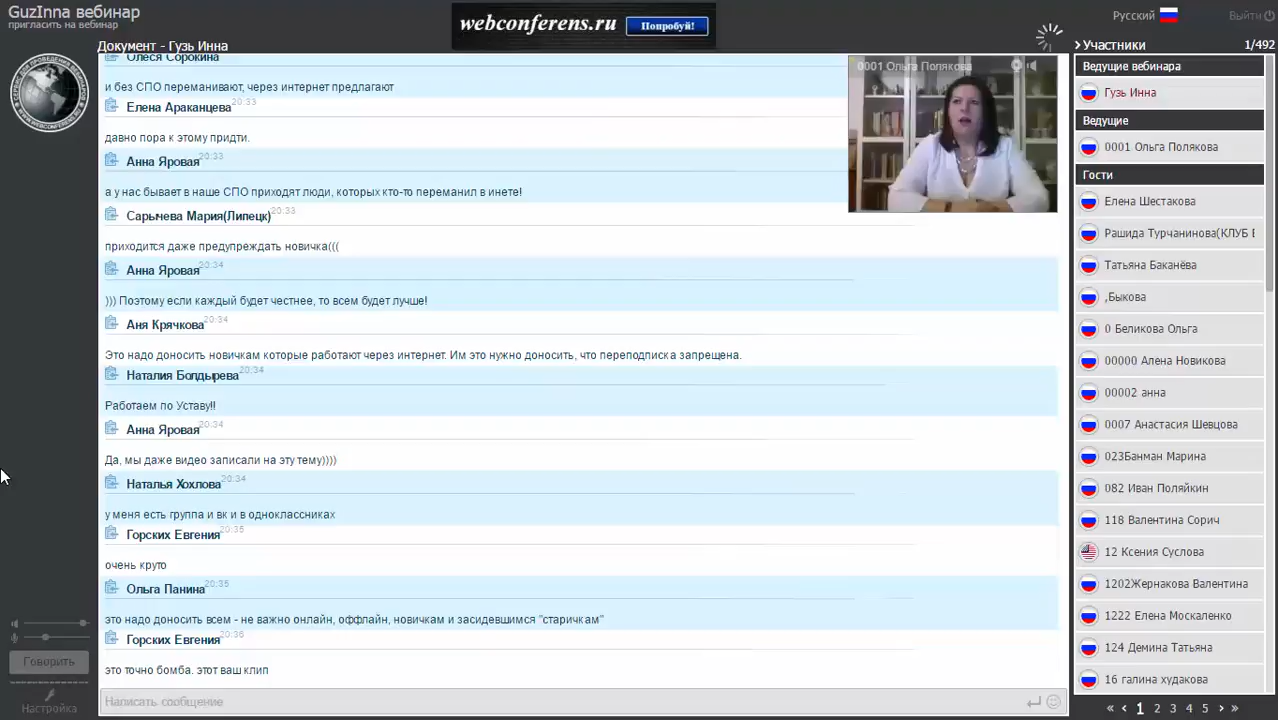 GuzInna вебинар
пригласить на вебинар
webconferens.ru Попробуй!
Русский
Выйти
Документ - Гузь Инна
Участники 1/492
Олеся Сорокина
и без СПО переманивают, через интернет предлагают
Елена Араканцева 20:33
давно пора к этому придти.
Анна Яровая 20:33
а у нас бывает в наше СПО приходят люди, которых кто-то переманил в инете!
Сарычева Мария(Липецк) 20:33
приходится даже предупреждать новичка(((
Анна Яровая 20:34
))) Поэтому если каждый будет честнее, то всем будет лучше!
Аня Крячкова 20:34
Это надо доносить новичкам которые работают через интернет. Им это нужно доносить, что переподписка запрещена.
Наталия Болдырева 20:34
Работаем по Уставу!!
Анна Яровая 20:34
Да, мы даже видео записали на эту тему))))
Наталья Хохлова 20:34
у меня есть группа и вк и в одноклассниках
Горских Евгения 20:35
очень круто
Ольга Панина 20:35
это надо доносить всем - не важно онлайн, оффлайн, новичкам и засидевшимся "старичкам"
Горских Евгения 20:36
это точно бомба. этот ваш клип
Написать сообщение
0001 Ольга Полякова
Ведущие вебинара
Гузь Инна
Ведущие
0001 Ольга Полякова
Гости
Елена Шестакова
Рашида Турчанинова(КЛУБ Е
Татьяна Баканёва
,Быкова
0 Беликова Ольга
00000 Алена Новикова
00002 анна
0007 Анастасия Шевцова
023Банман Марина
082 Иван Поляйкин
118 Валентина Сорич
12 Ксения Суслова
1202Жернакова Валентина
1222 Елена Москаленко
124 Демина Татьяна
16 галина худакова
« ‹ 1 2 3 4 5 › »
Говорить
Настройка